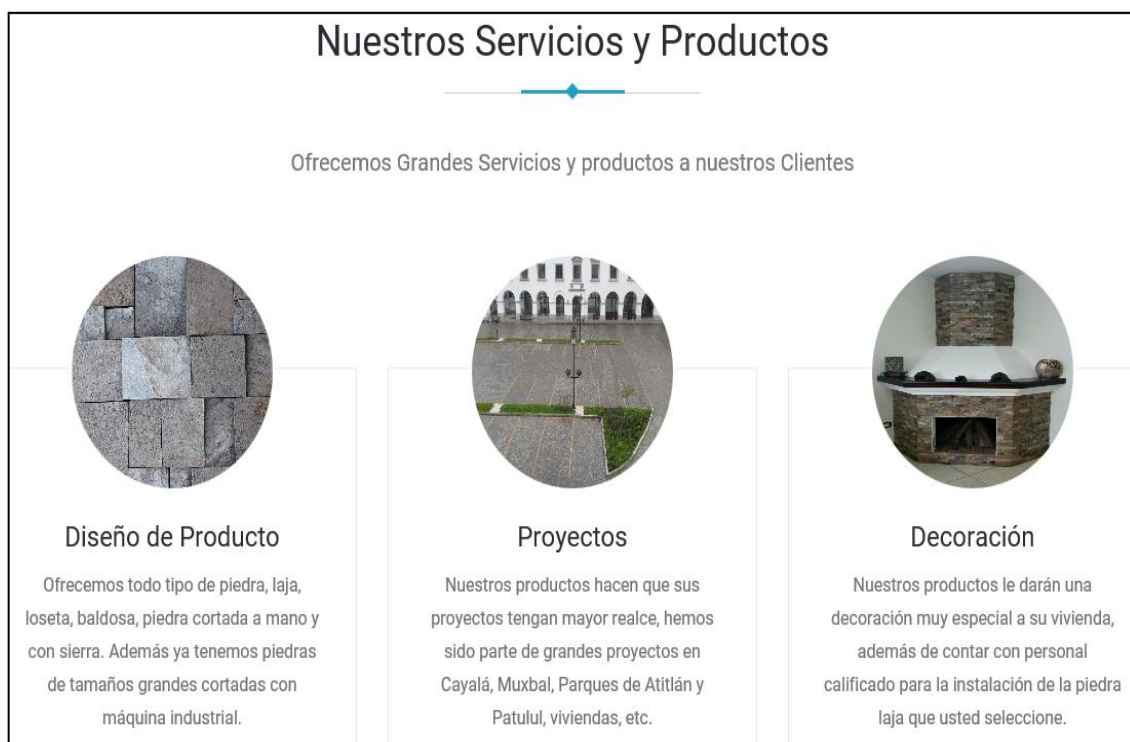 Nuestros Servicios y Productos
Ofrecemos Grandes Servicios y productos a nuestros Clientes
Diseño de Producto
Ofrecemos todo tipo de piedra, laja,
loseta, baldosa, piedra cortada a mano y
con sierra. Además ya tenemos piedras
de tamaños grandes cortadas con
máquina industrial.
Proyectos
Nuestros productos hacen que sus
proyectos tengan mayor realce, hemos
sido parte de grandes proyectos en
Cayalá, Muxbal, Parques de Atitlán y
Patulul, viviendas, etc.
Decoración
Nuestros productos le darán una
decoración muy especial a su vivienda,
además de contar con personal
calificado para la instalación de la piedra
laja que usted seleccione.